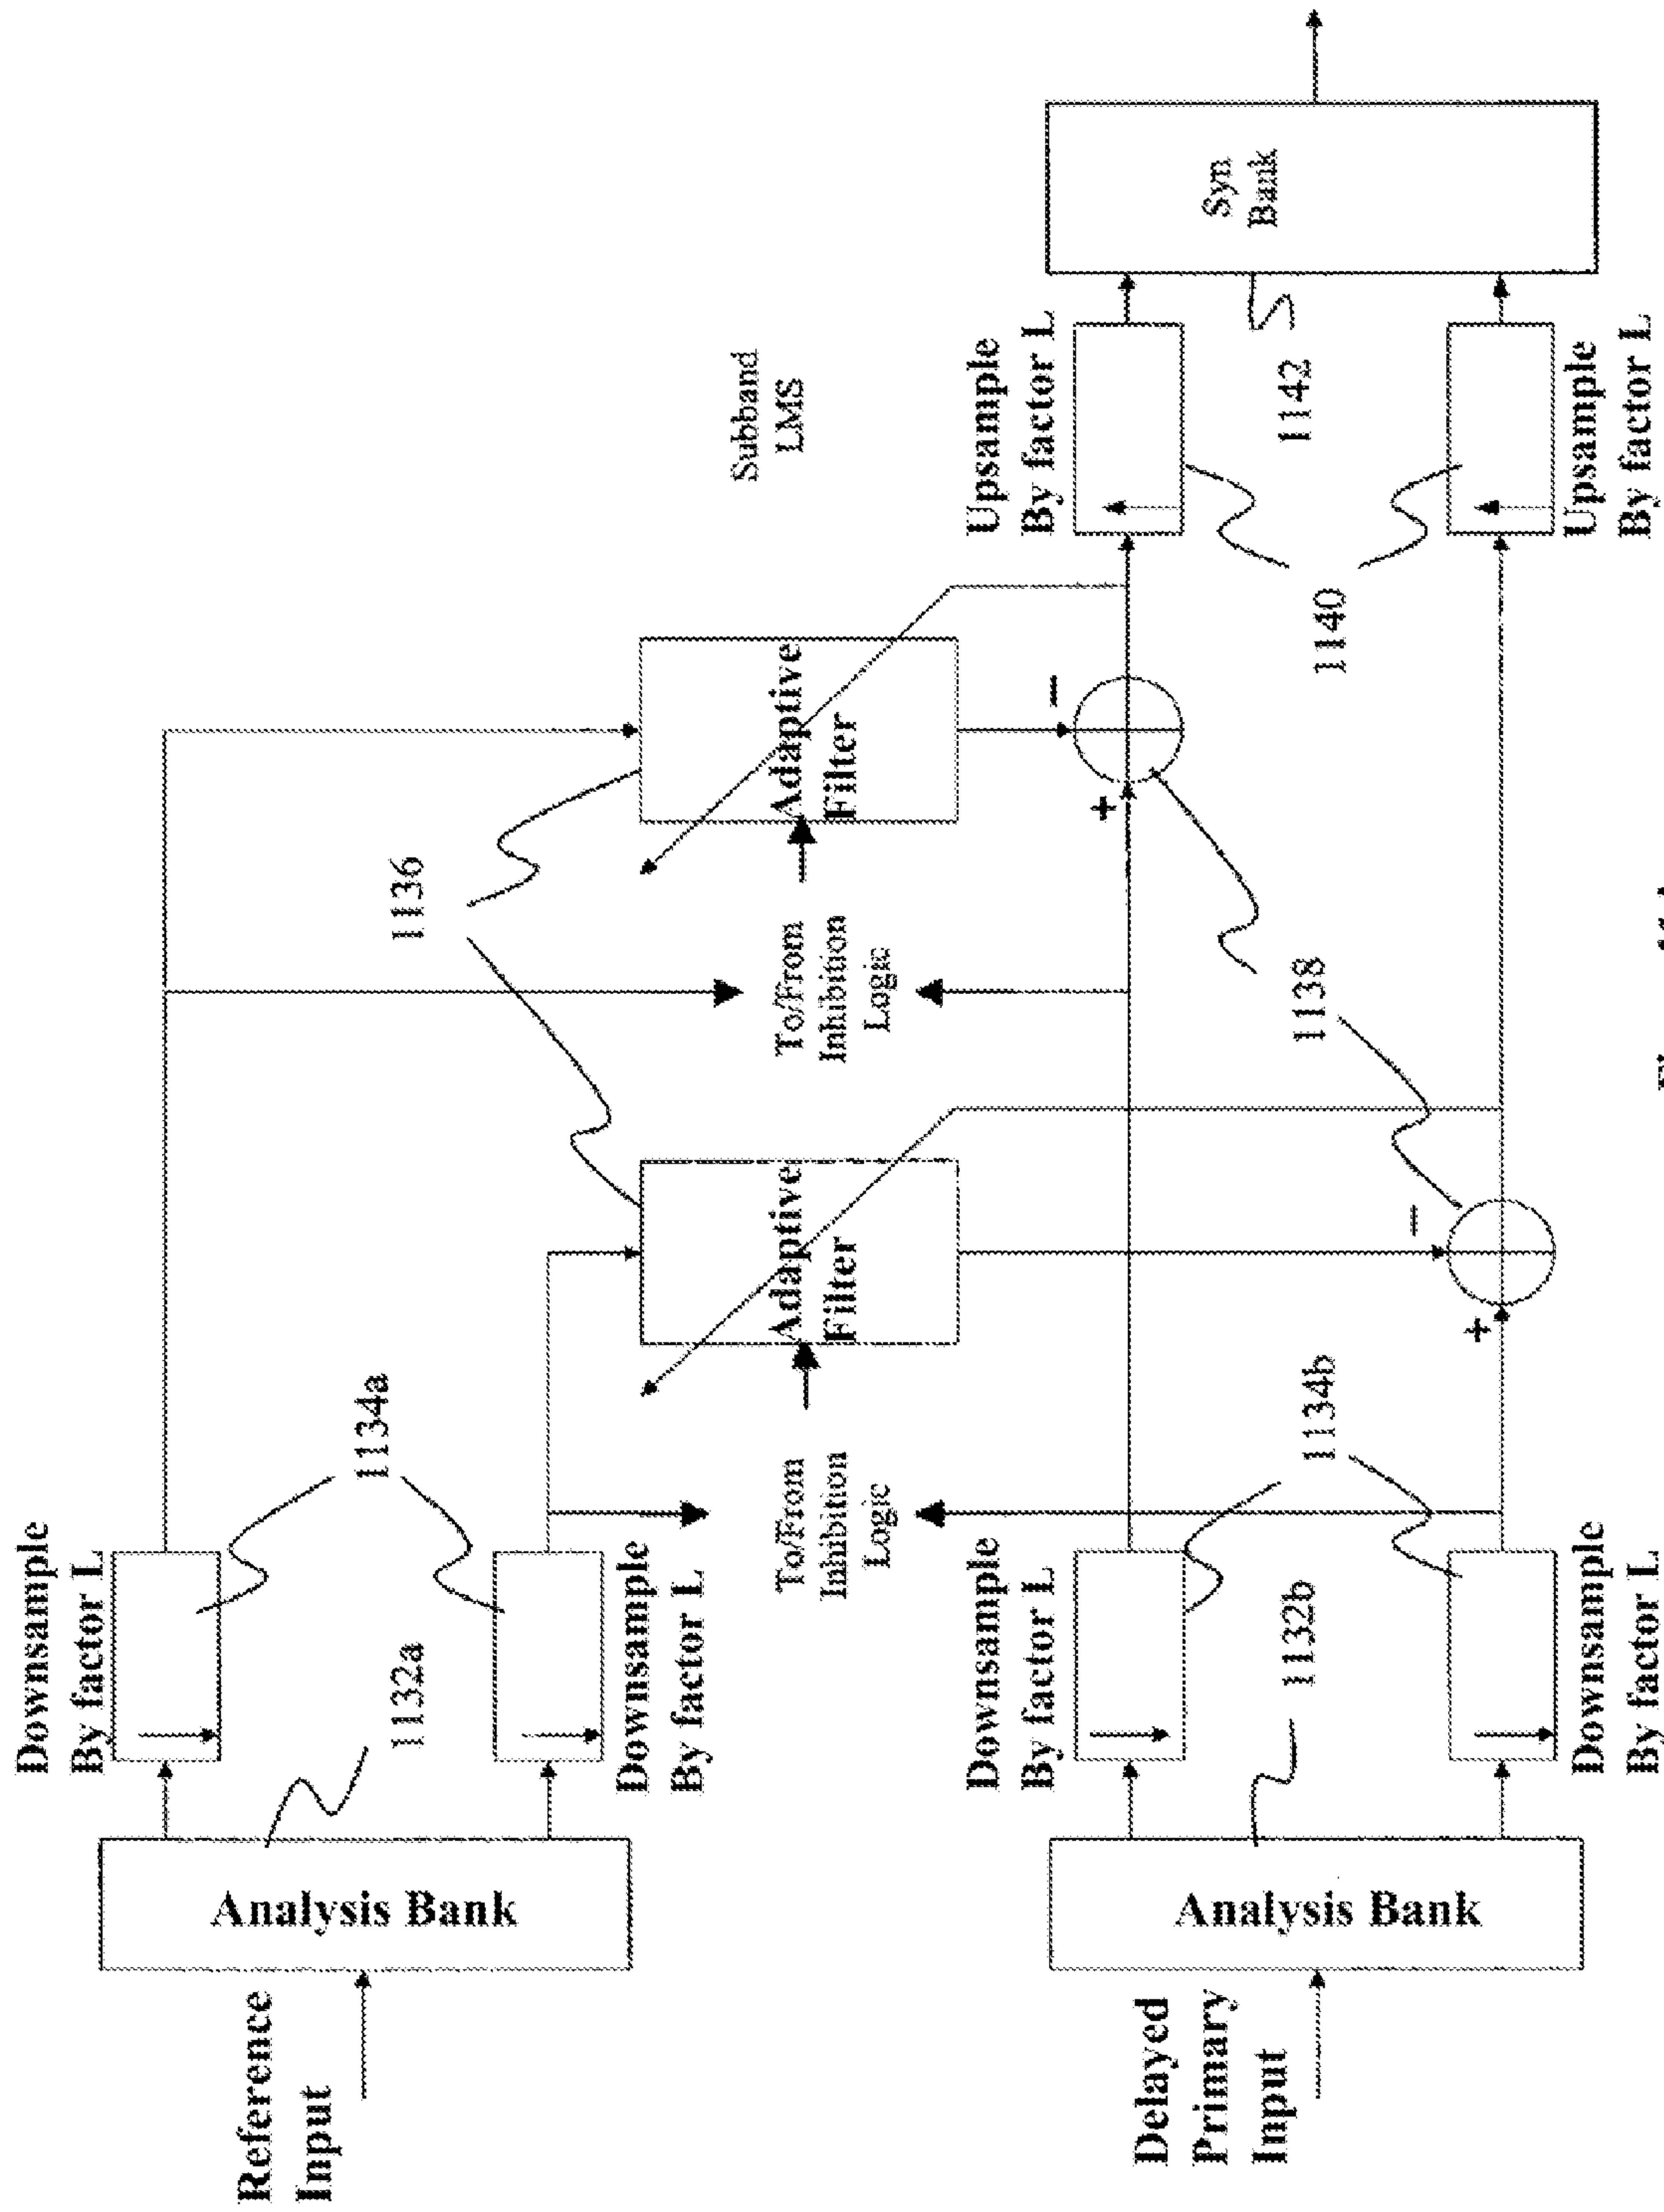 Downsample
By factor L
1134a
1136
Reference
Input
Analysis Bank
1132a
Downsample
By factor L
Adaptive
Filter
Adaptive
Filter
Subband
LMS
To/From
Inhibition
Logic
To/From
Inhibition
Logic
Downsample
By factor L
−
+
Upsample
By factor L
Delayed
Primary
Input
Analysis Bank
1132b
1134b
1138
1140
1142
Syn
Bank
−
+
Downsample
By factor L
Upsample
By factor L